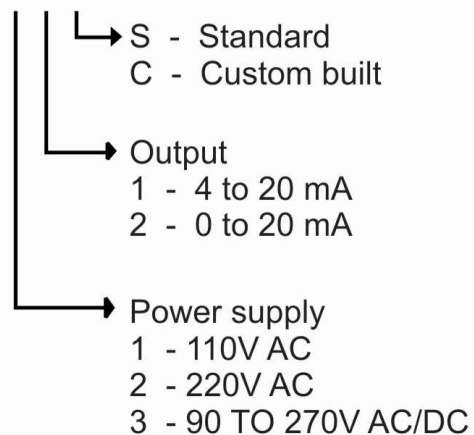 S - Standard
C - Custom built
Output
1 - 4 to 20 mA
2 - 0 to 20 mA
Power supply
1 - 110V AC
2 - 220V AC
3 - 90 TO 270V AC/DC